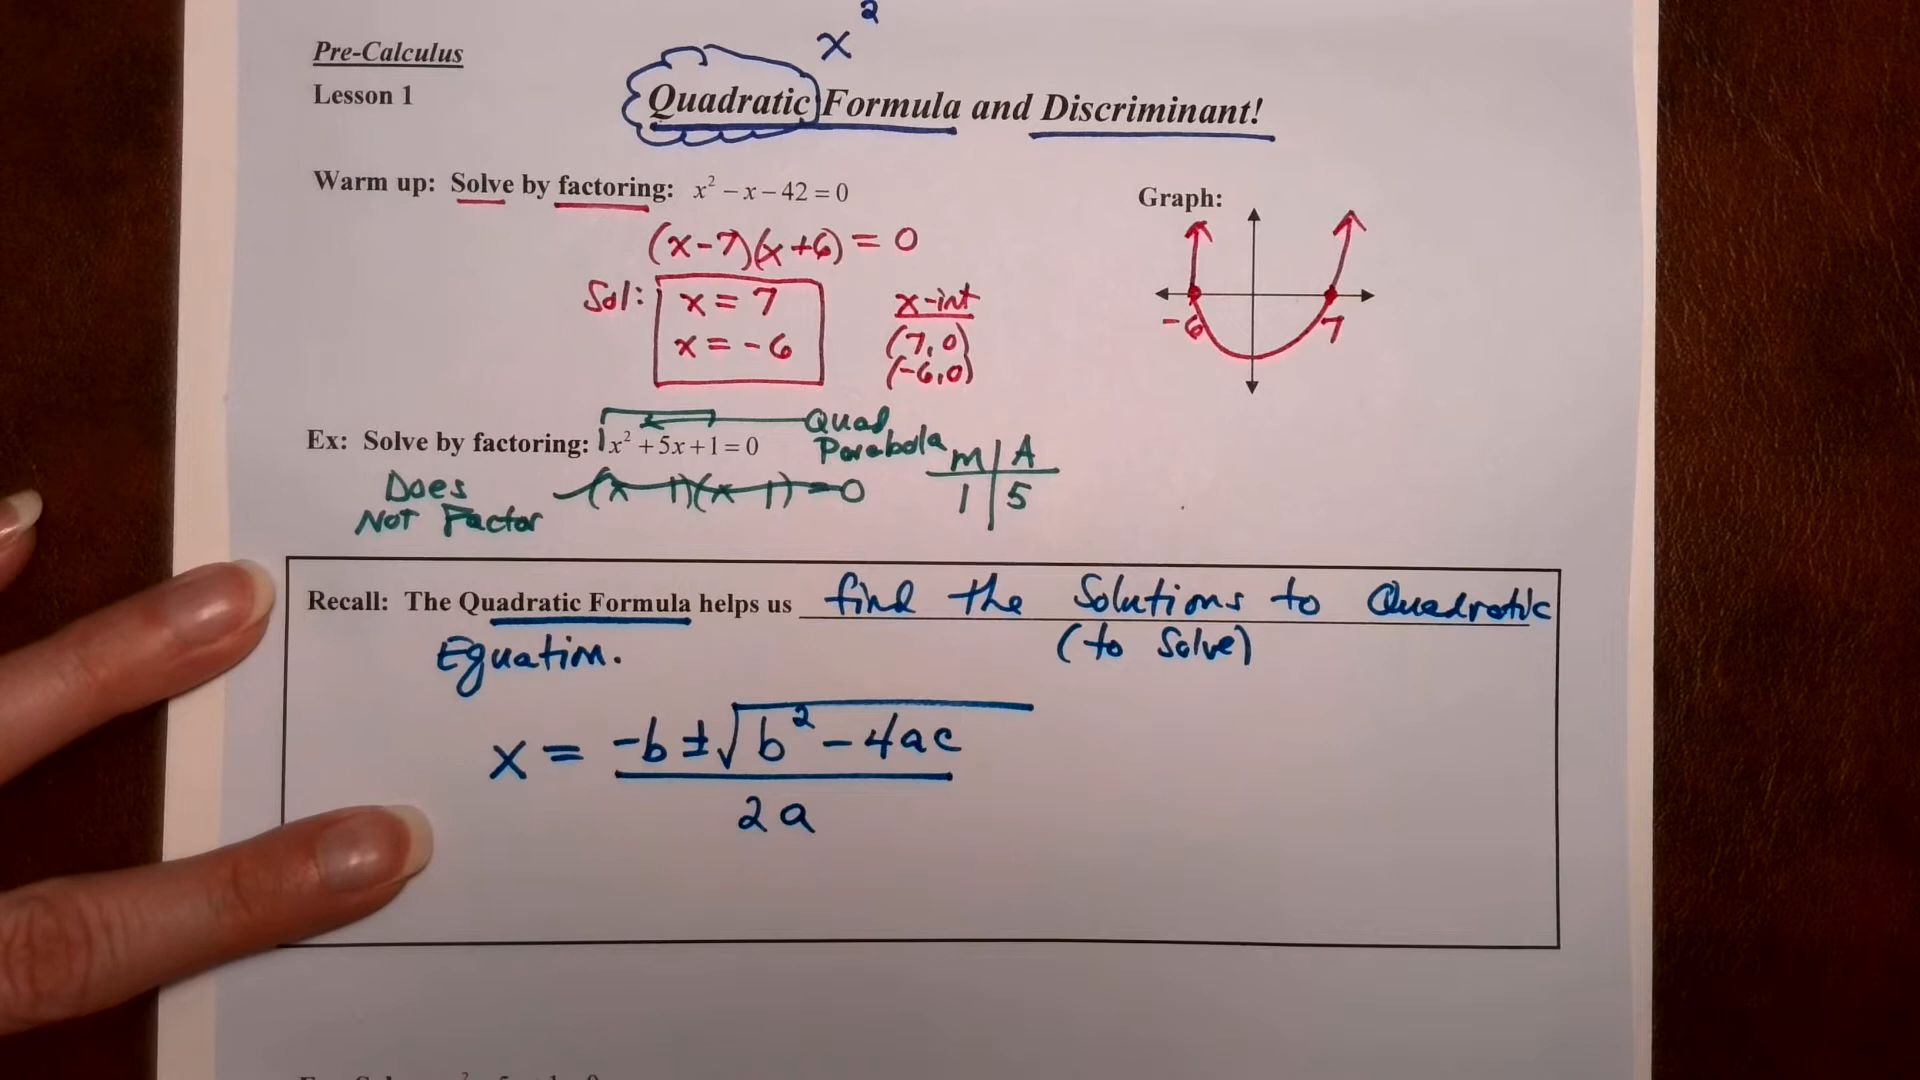 x²
Pre-Calculus
Lesson 1
Quadratic Formula and Discriminant!
Warm up: Solve by factoring: x² − x − 42 = 0
Graph:
(x-7)(x+6) = 0
Sol: x = 7
x = -6
x-int
(7,0)
(-6,0)
-6 7
Ex: Solve by factoring: 1x² + 5x + 1 = 0
Quad
Parabola
M | A
1 | 5
Does
Not Factor
(x 1)(x 1) = 0
Recall: The Quadratic Formula helps us find the Solutions to Quadratic
Equation. (to Solve)
x = \frac{-b ± \sqrt{b² - 4ac}}{2a}